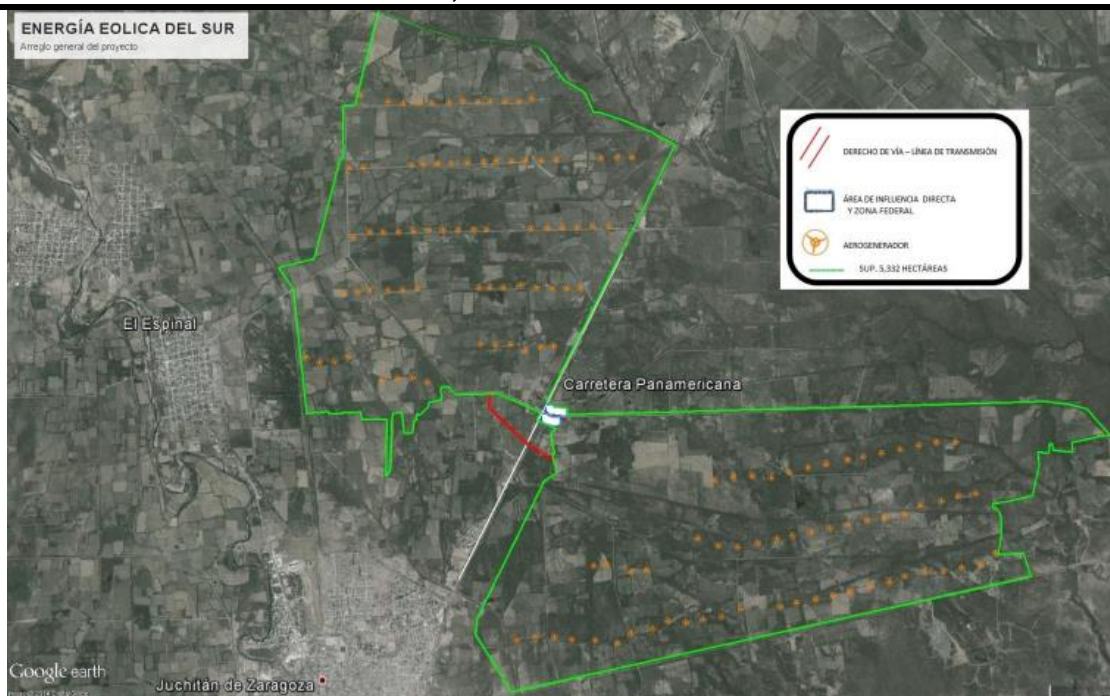 ENERGÍA EOLICA DEL SUR
Arreglo general del proyecto
DERECHO DE VÍA – LÍNEA DE TRANSMISIÓN
ÁREA DE INFLUENCIA DIRECTA
Y ZONA FEDERAL
AEROGENERADOR
SUP. 5,332 HECTÁREAS
El Espinal
Carretera Panamericana
Google earth
Juchitán de Zaragoza